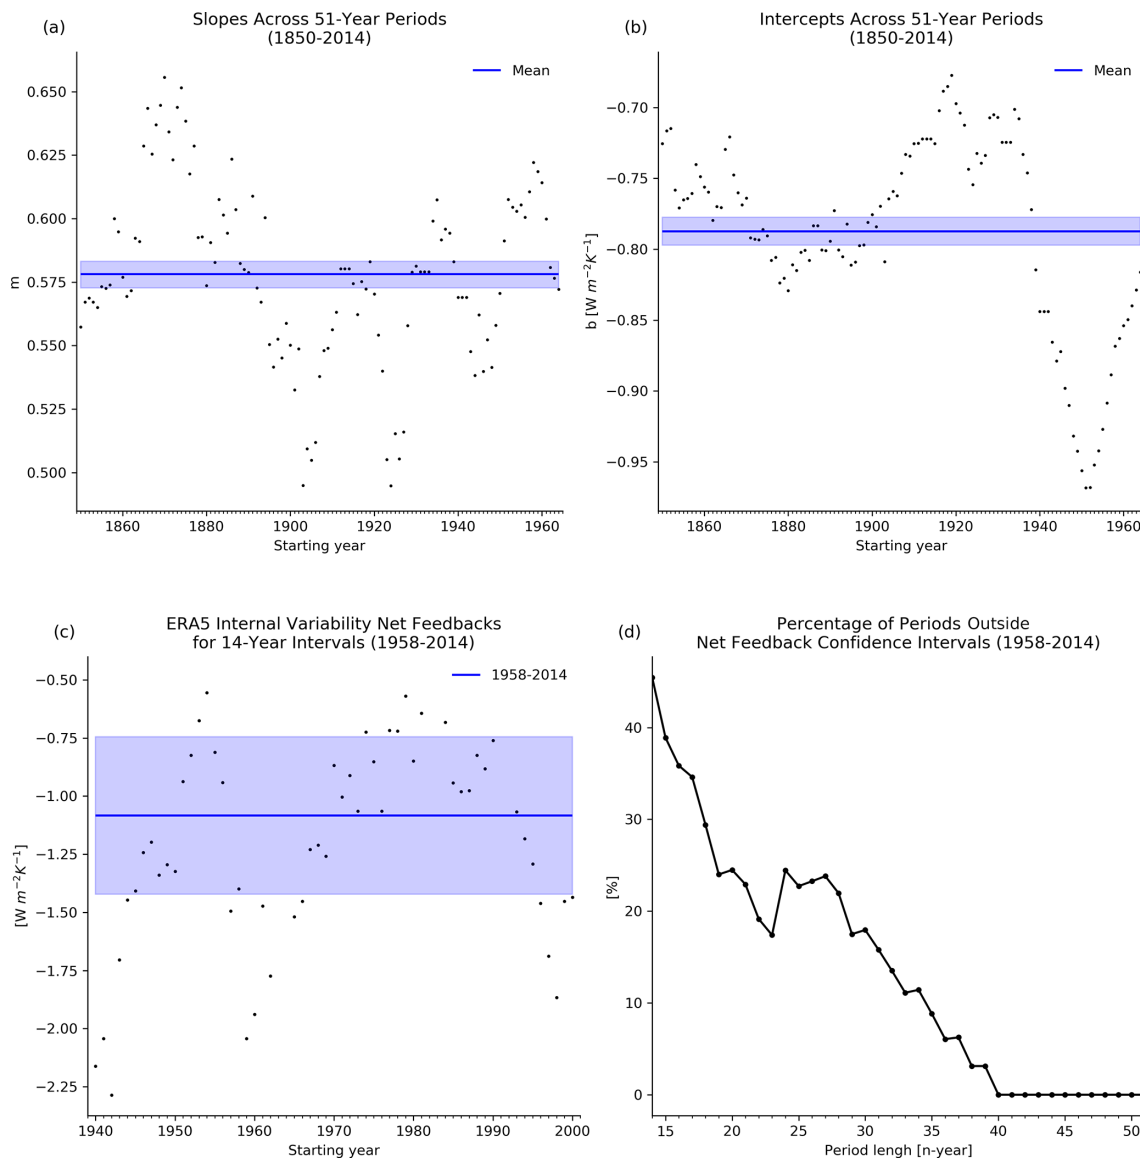 (a)
Slopes Across 51-Year Periods
(1850-2014)
Mean
0.650
0.625
0.600
0.575
0.550
0.525
0.500
m
1860 1880 1900 1920 1940 1960
Starting year
(b)
Intercepts Across 51-Year Periods
(1850-2014)
Mean
−0.70
−0.75
−0.80
−0.85
−0.90
−0.95
b [W m⁻²K⁻¹]
1860 1880 1900 1920 1940 1960
Starting year
(c)
ERA5 Internal Variability Net Feedbacks
for 14-Year Intervals (1958-2014)
1958-2014
−0.50
−0.75
−1.00
−1.25
−1.50
−1.75
−2.00
−2.25
[W m⁻²K⁻¹]
1940 1950 1960 1970 1980 1990 2000
Starting year
(d)
Percentage of Periods Outside
Net Feedback Confidence Intervals (1958-2014)
40
30
20
10
0
[%]
15 20 25 30 35 40 45 50
Period lengh [n-year]